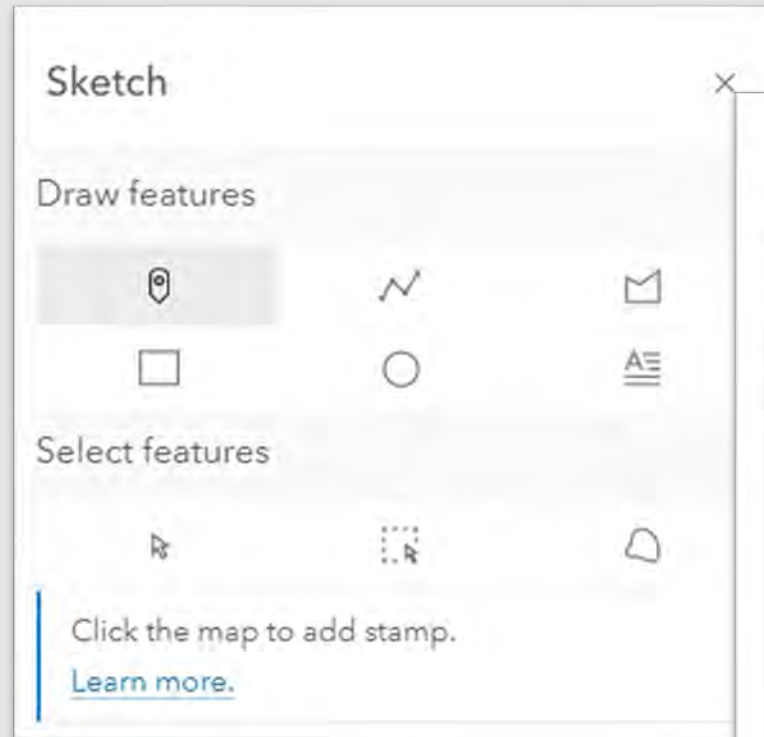 Sketch
Draw features
Select features
Click the map to add stamp.
Learn more.